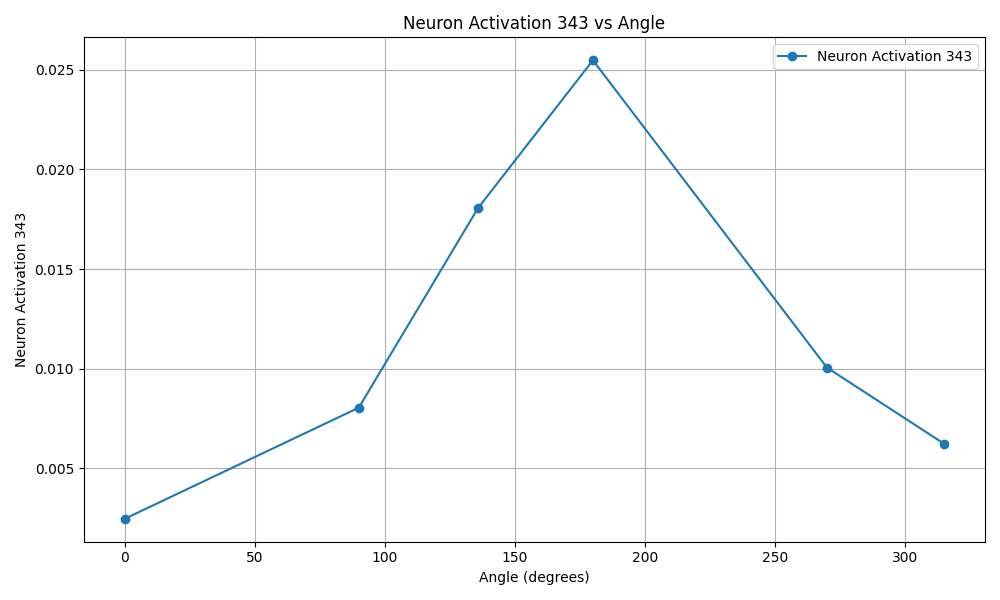 Neuron Activation 343 vs Angle
Neuron Activation 343
0.025
0.020
0.015
0.010
0.005
Neuron Activation 343
0 50 100 150 200 250 300
Angle (degrees)